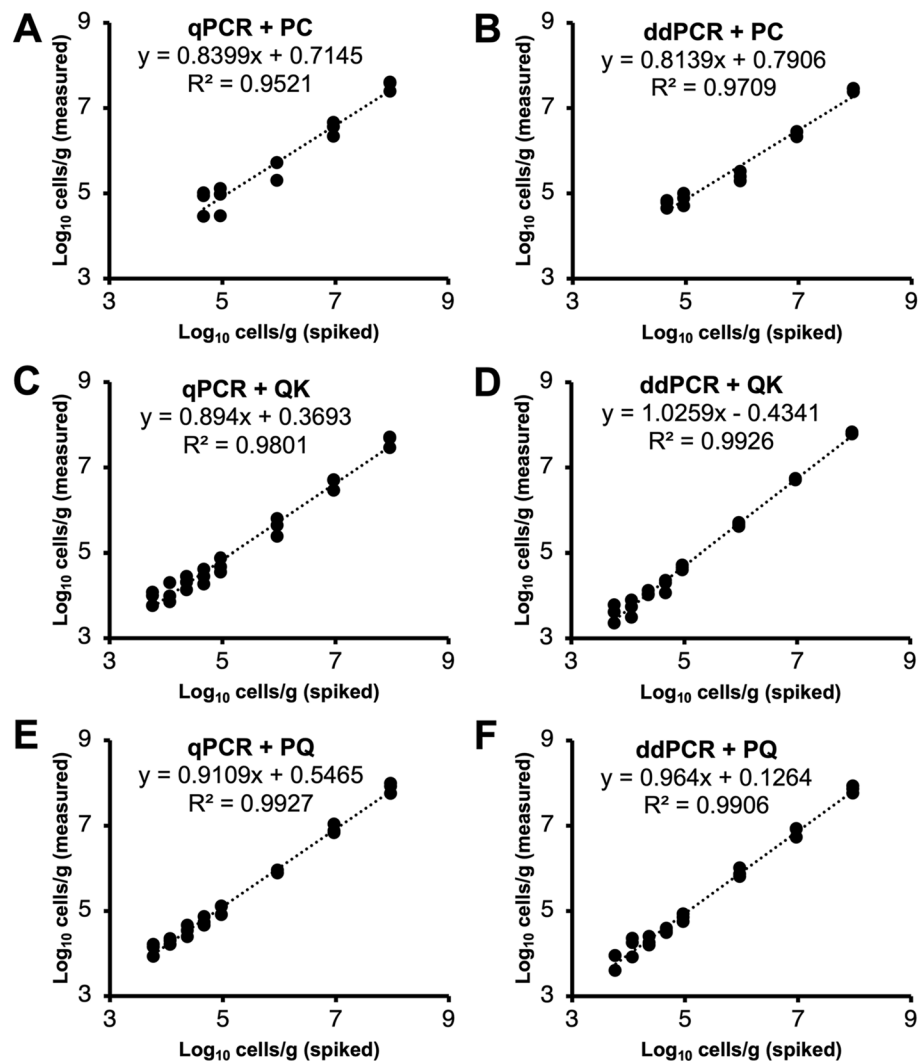 A
qPCR + PC
y = 0.8399x + 0.7145
R² = 0.9521
Log₁₀ cells/g (measured)
9
7
5
3
3 5 7 9
Log₁₀ cells/g (spiked)
B
ddPCR + PC
y = 0.8139x + 0.7906
R² = 0.9709
Log₁₀ cells/g (measured)
9
7
5
3
3 5 7 9
Log₁₀ cells/g (spiked)
C
qPCR + QK
y = 0.894x + 0.3693
R² = 0.9801
Log₁₀ cells/g (measured)
9
7
5
3
3 5 7 9
Log₁₀ cells/g (spiked)
D
ddPCR + QK
y = 1.0259x - 0.4341
R² = 0.9926
Log₁₀ cells/g (measured)
9
7
5
3
3 5 7 9
Log₁₀ cells/g (spiked)
E
qPCR + PQ
y = 0.9109x + 0.5465
R² = 0.9927
Log₁₀ cells/g (measured)
9
7
5
3
3 5 7 9
Log₁₀ cells/g (spiked)
F
ddPCR + PQ
y = 0.964x + 0.1264
R² = 0.9906
Log₁₀ cells/g (measured)
9
7
5
3
3 5 7 9
Log₁₀ cells/g (spiked)